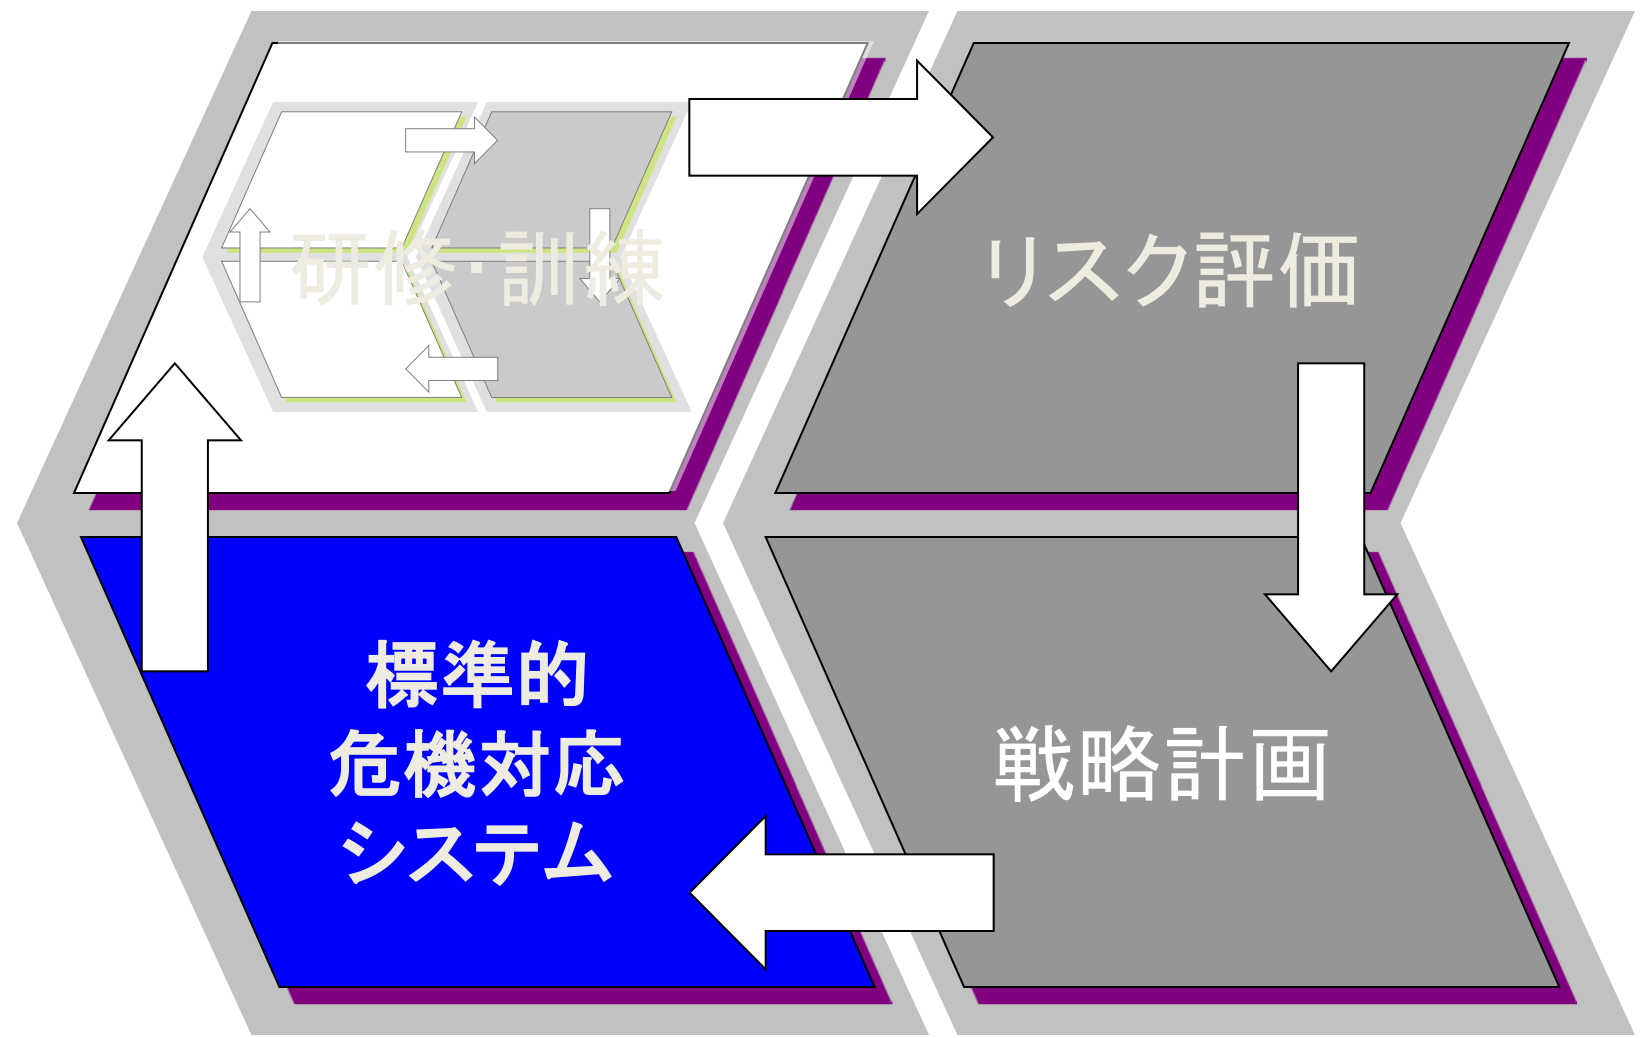 研修・訓練
リスク評価
標準的
危機対応
システム
戦略計画